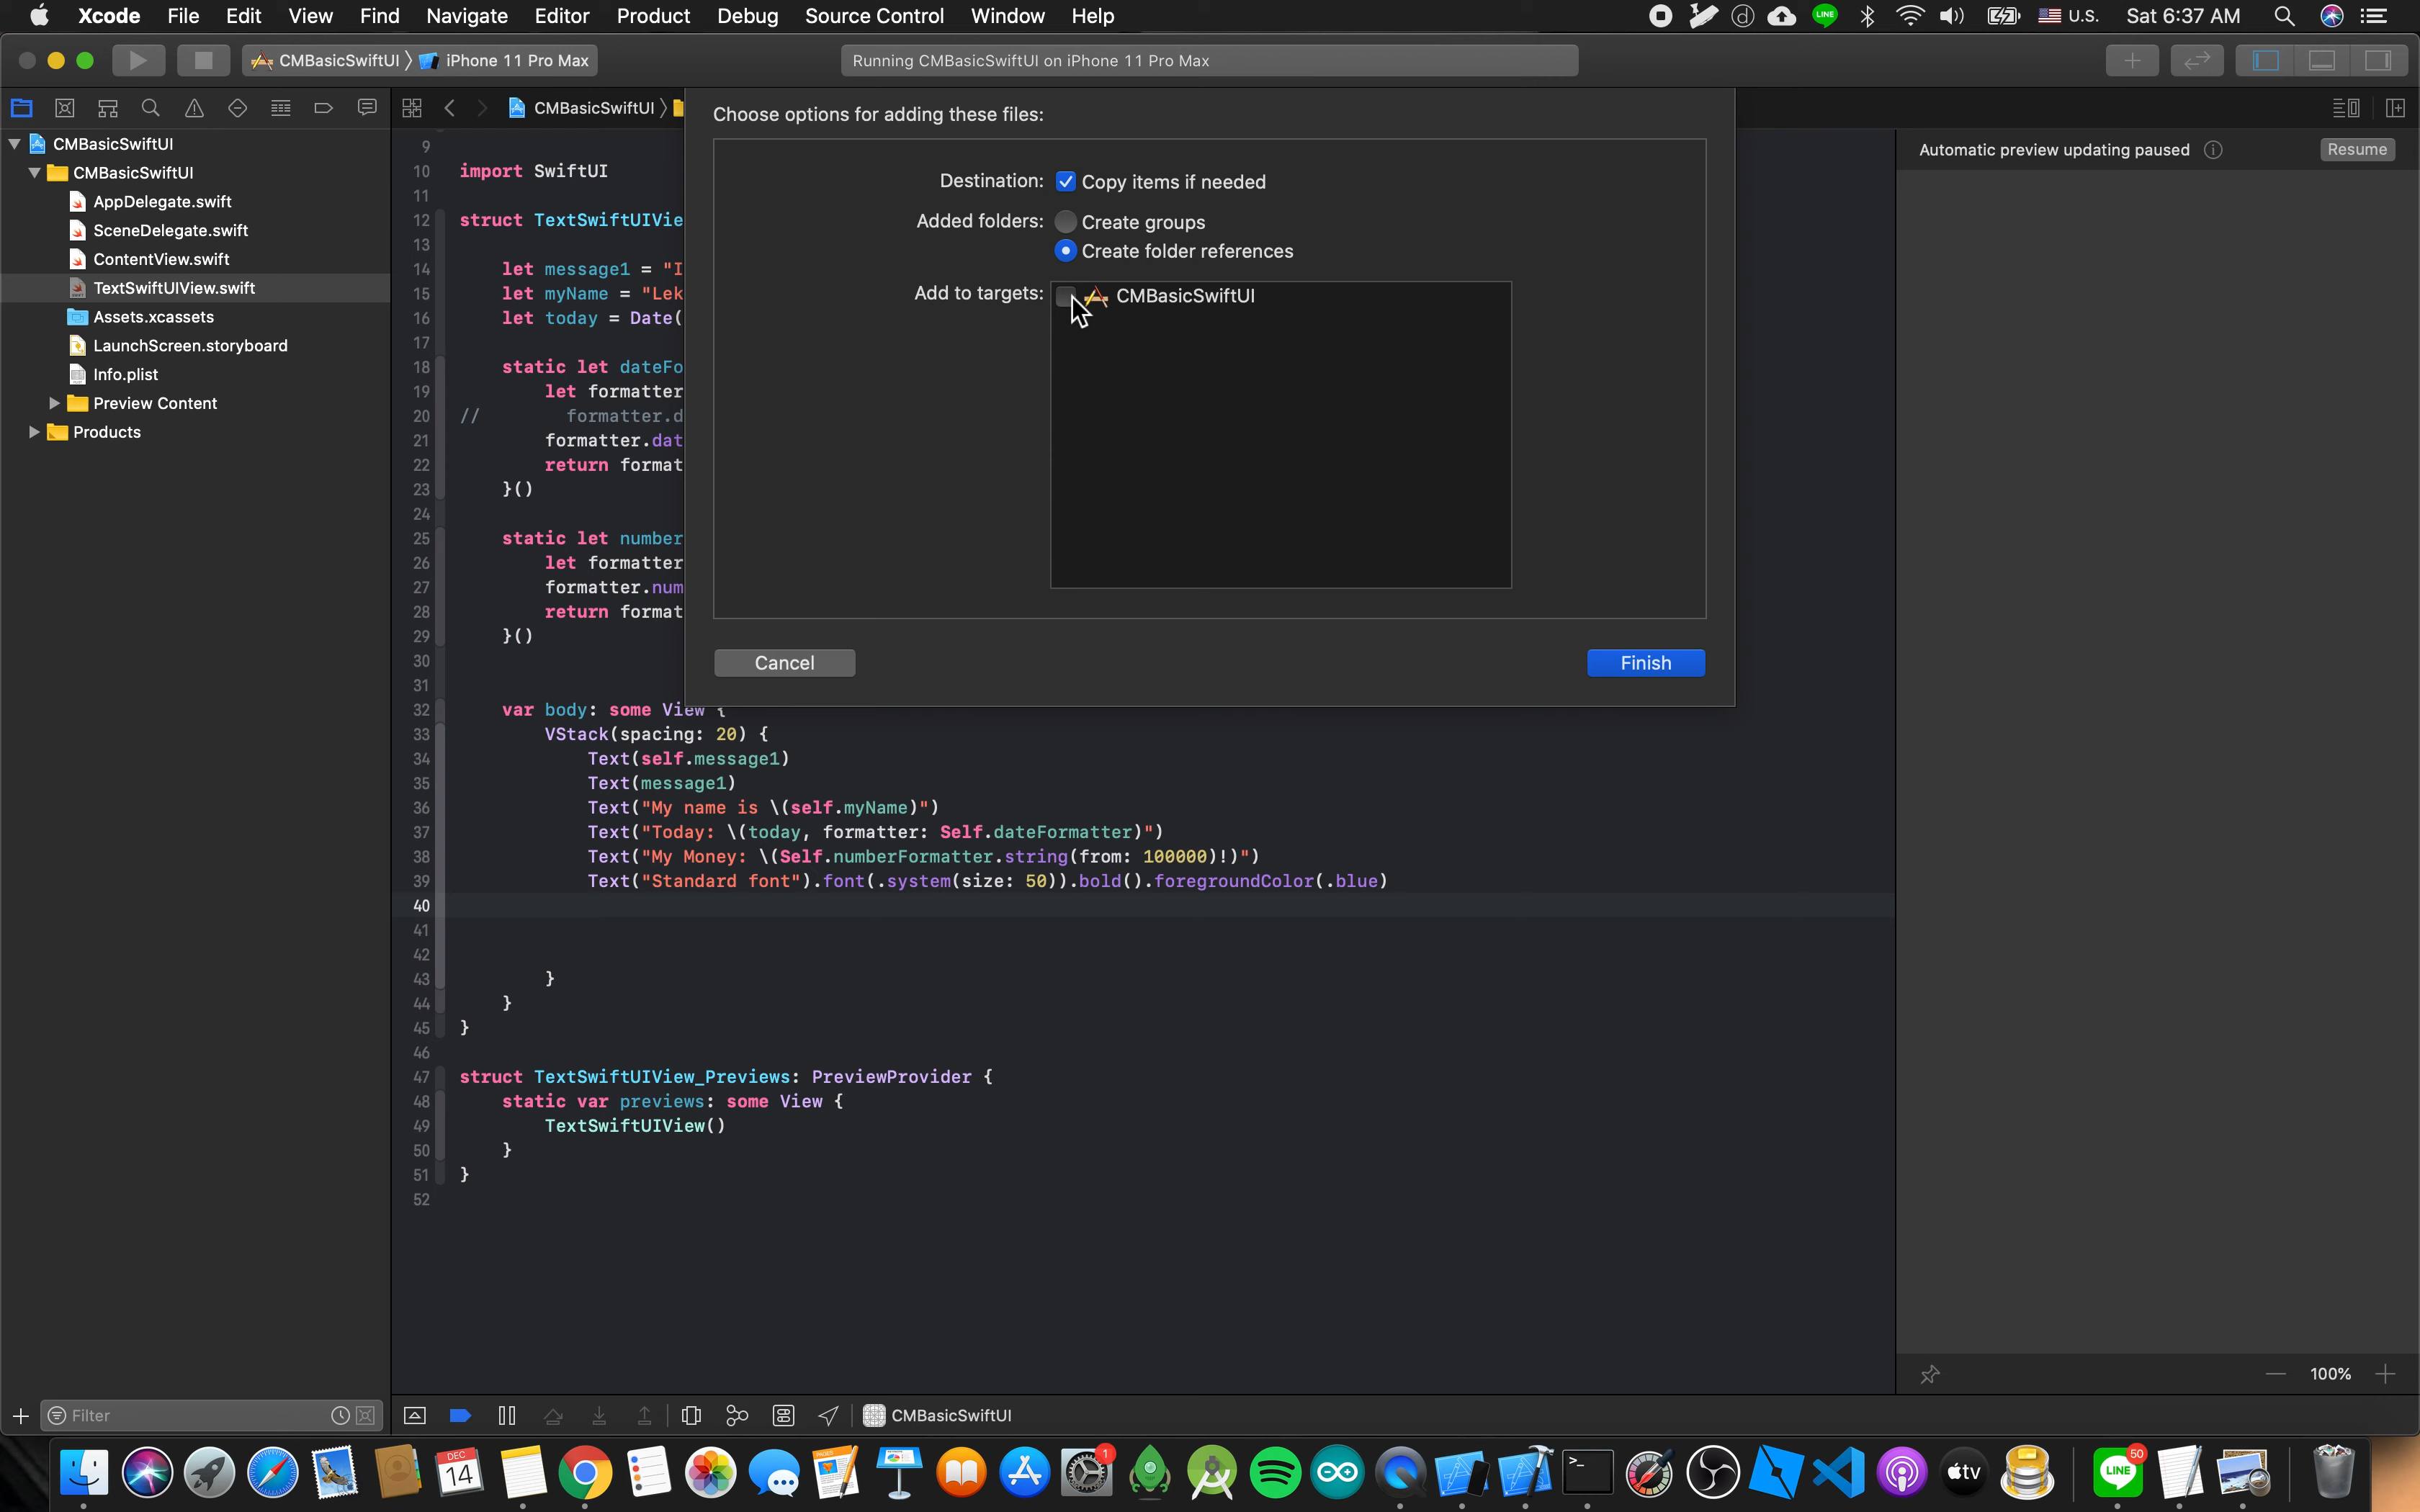 Xcode File Edit View Find Navigate Editor Product Debug Source Control Window Help LINE U.S. Sat 6:37 AM
CMBasicSwiftUI iPhone 11 Pro Max Running CMBasicSwiftUI on iPhone 11 Pro Max
CMBasicSwiftUI
CMBasicSwiftUI
CMBasicSwiftUI
AppDelegate.swift
SceneDelegate.swift
ContentView.swift
TextSwiftUIView.swift
Assets.xcassets
LaunchScreen.storyboard
Info.plist
Preview Content
Products
Filter
Choose options for adding these files:
Destination: Copy items if needed
Added folders: Create groups
Create folder references
Add to targets: CMBasicSwiftUI
Cancel Finish
Automatic preview updating paused Resume
9
10 import SwiftUI
11
12 struct TextSwiftUIVie
13
14 let message1 = "I
15 let myName = "Lek
16 let today = Date(
17
18 static let dateFo
19 let formatter
20 // formatter.d
21 formatter.dat
22 return format
23 }()
24
25 static let number
26 let formatter
27 formatter.num
28 return format
29 }()
30
31
32 var body: some View {
33 VStack(spacing: 20) {
34 Text(self.message1)
35 Text(message1)
36 Text("My name is \(self.myName)")
37 Text("Today: \(today, formatter: Self.dateFormatter)")
38 Text("My Money: \(Self.numberFormatter.string(from: 100000)!)")
39 Text("Standard font").font(.system(size: 50)).bold().foregroundColor(.blue)
40
41
42
43 }
44 }
45 }
46
47 struct TextSwiftUIView_Previews: PreviewProvider {
48 static var previews: some View {
49 TextSwiftUIView()
50 }
51 }
52
100%
CMBasicSwiftUI
DEC
14
1
tv
50
LINE